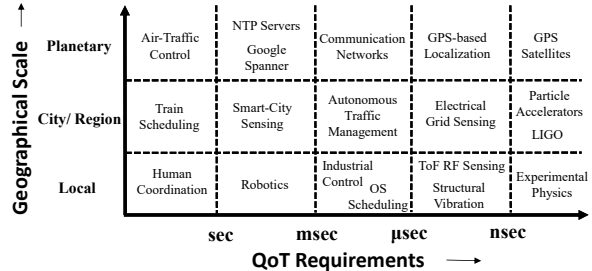 Geographical Scale
Planetary
Air-Traffic
Control
NTP Servers
Google
Spanner
Communication
Networks
GPS-based
Localization
GPS
Satellites
City/ Region
Train
Scheduling
Smart-City
Sensing
Autonomous
Traffic
Management
Electrical
Grid Sensing
Particle
Accelerators
LIGO
Local
Human
Coordination
Robotics
Industrial
Control
OS
Scheduling
ToF RF Sensing
Structural
Vibration
Experimental
Physics
sec
msec
μsec
nsec
QoT Requirements